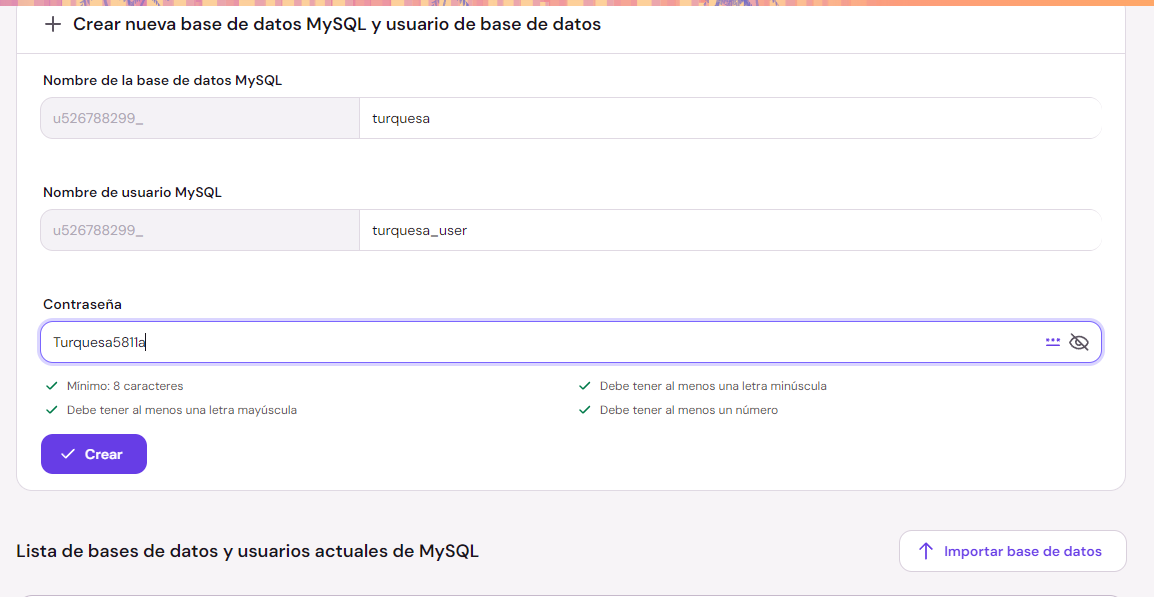 Crear nueva base de datos MySQL y usuario de base de datos
Nombre de la base de datos MySQL
u526788299_ turquesa
Nombre de usuario MySQL
u526788299_ turquesa_user
Contraseña
Turquesa5811a
Mínimo: 8 caracteres
Debe tener al menos una letra minúscula
Debe tener al menos una letra mayúscula
Debe tener al menos un número
Crear
Lista de bases de datos y usuarios actuales de MySQL
Importar base de datos